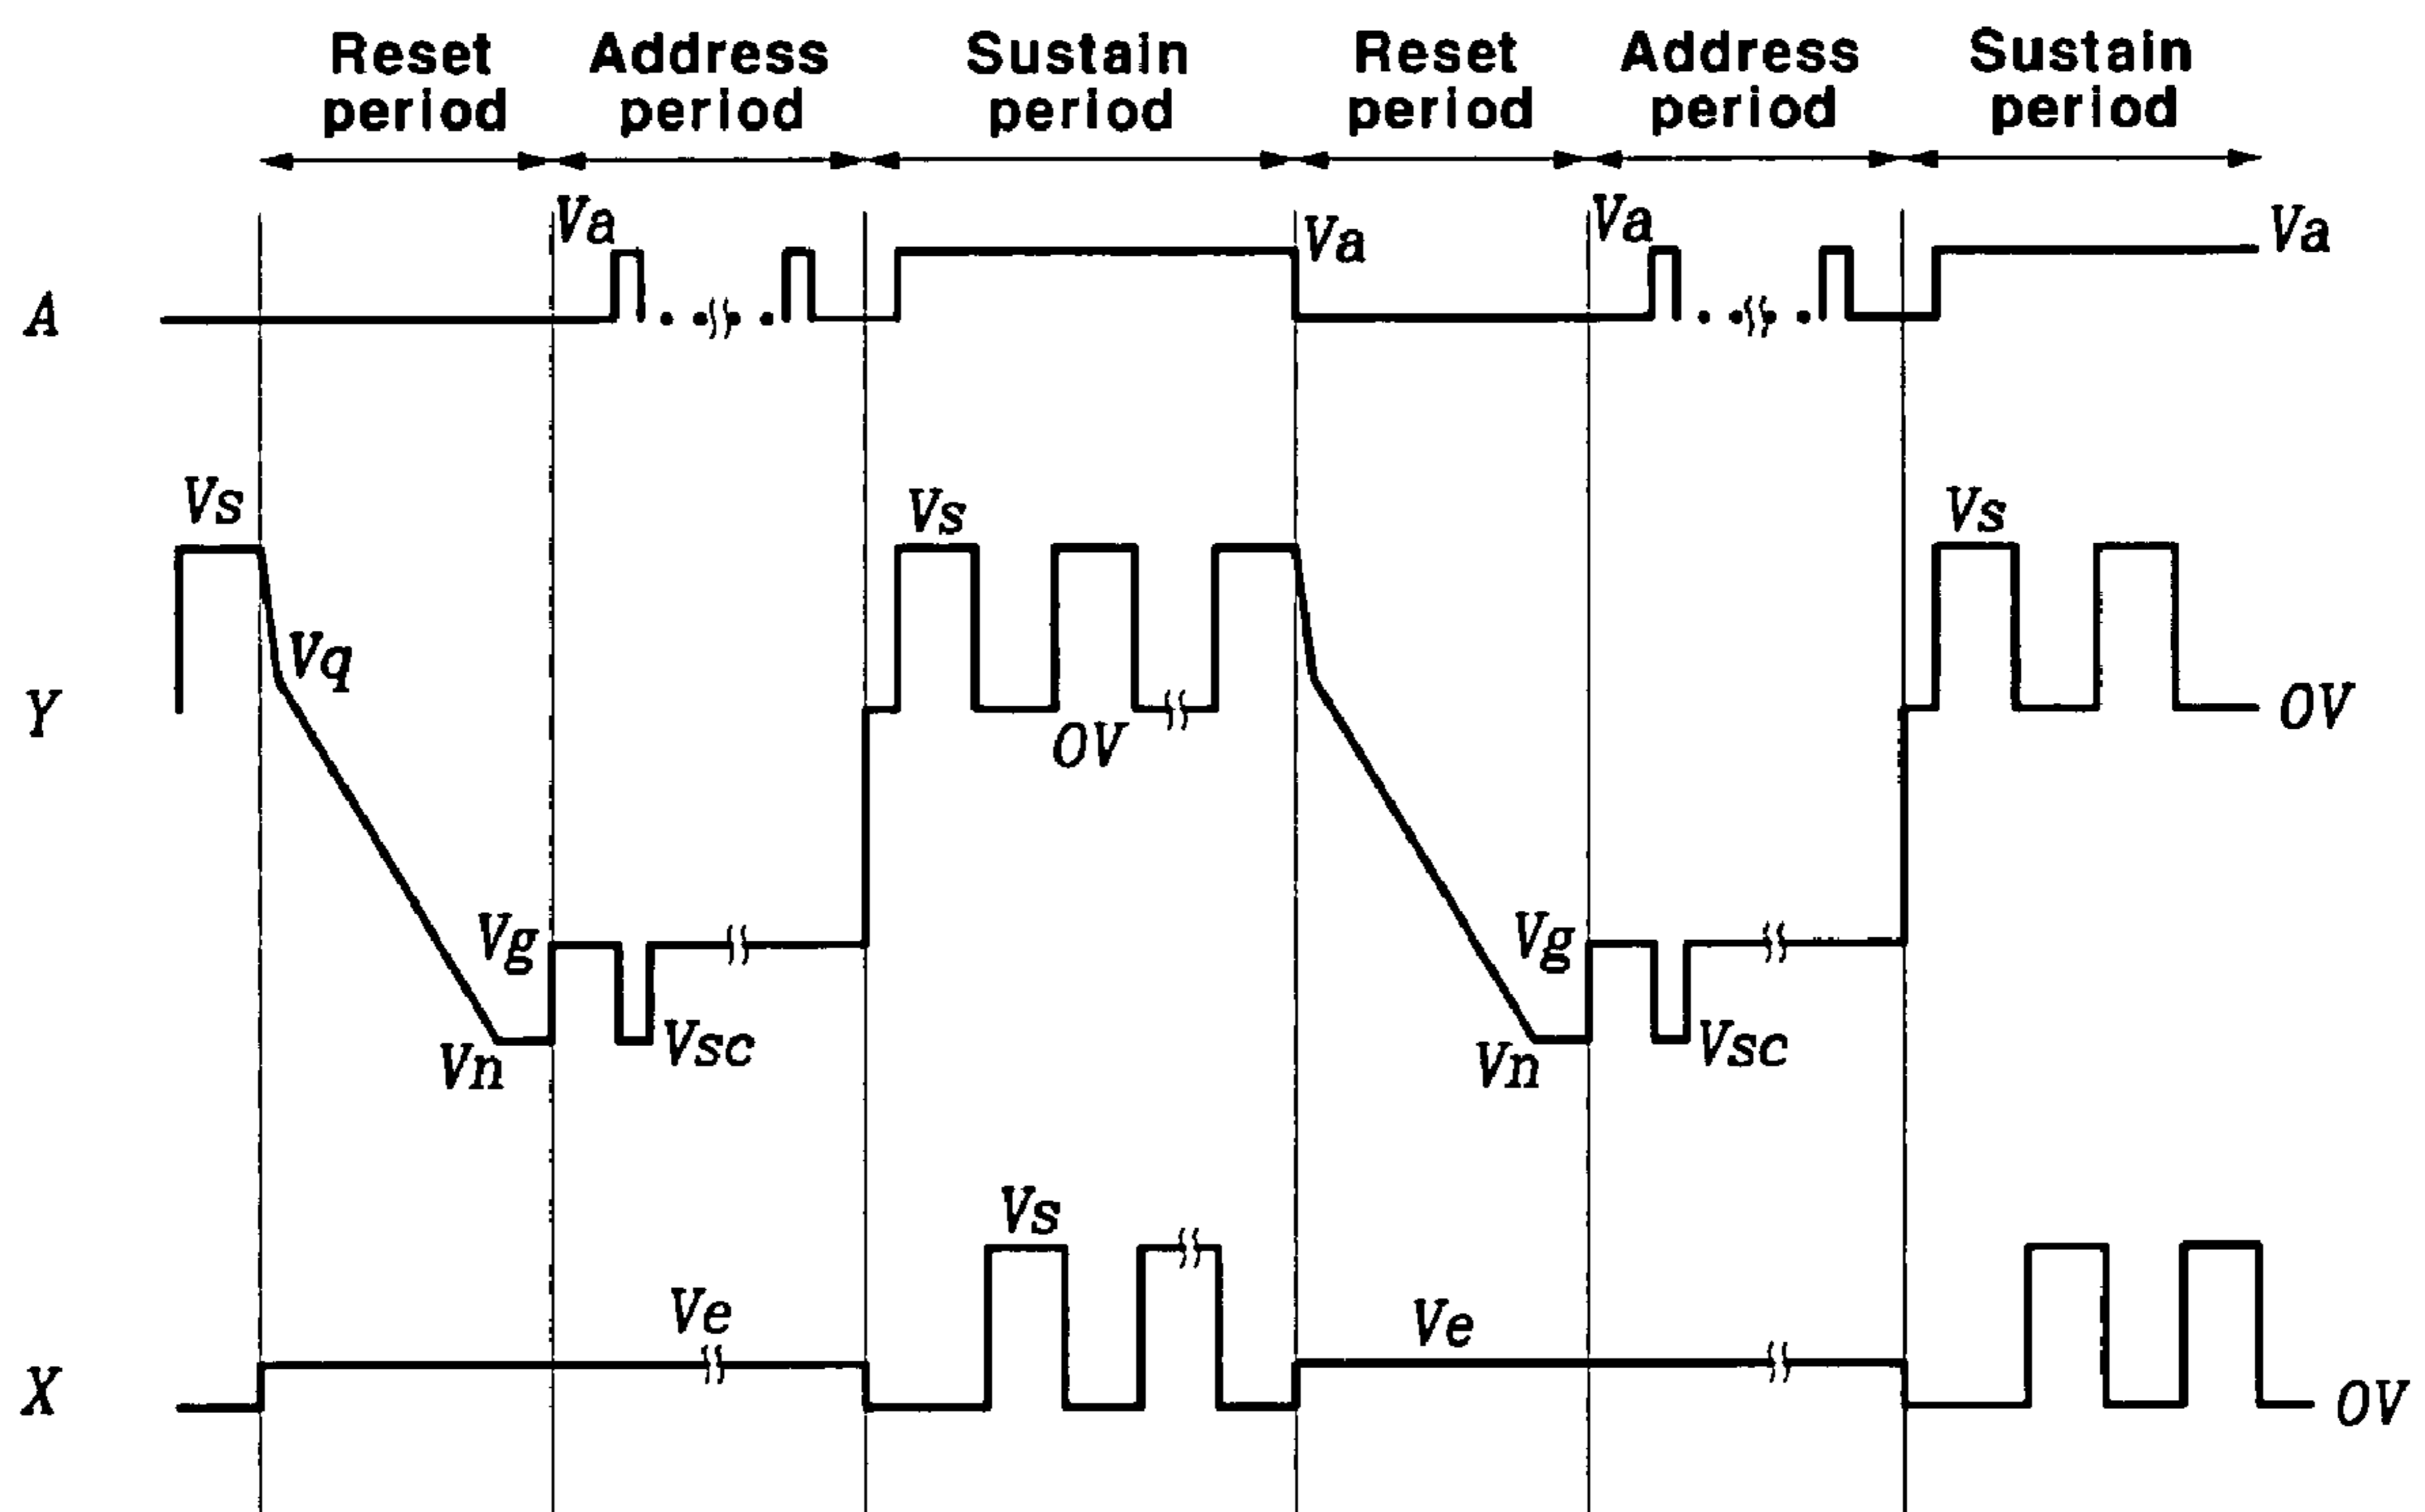 Reset period
Address period
Sustain period
Reset period
Address period
Sustain period
Va
Va
Va
Va
A
Vs
Vs
Vs
Vq
Y
0V
0V
Vg
Vg
Vsc
Vsc
Vn
Vn
Vs
Ve
Ve
X
0V